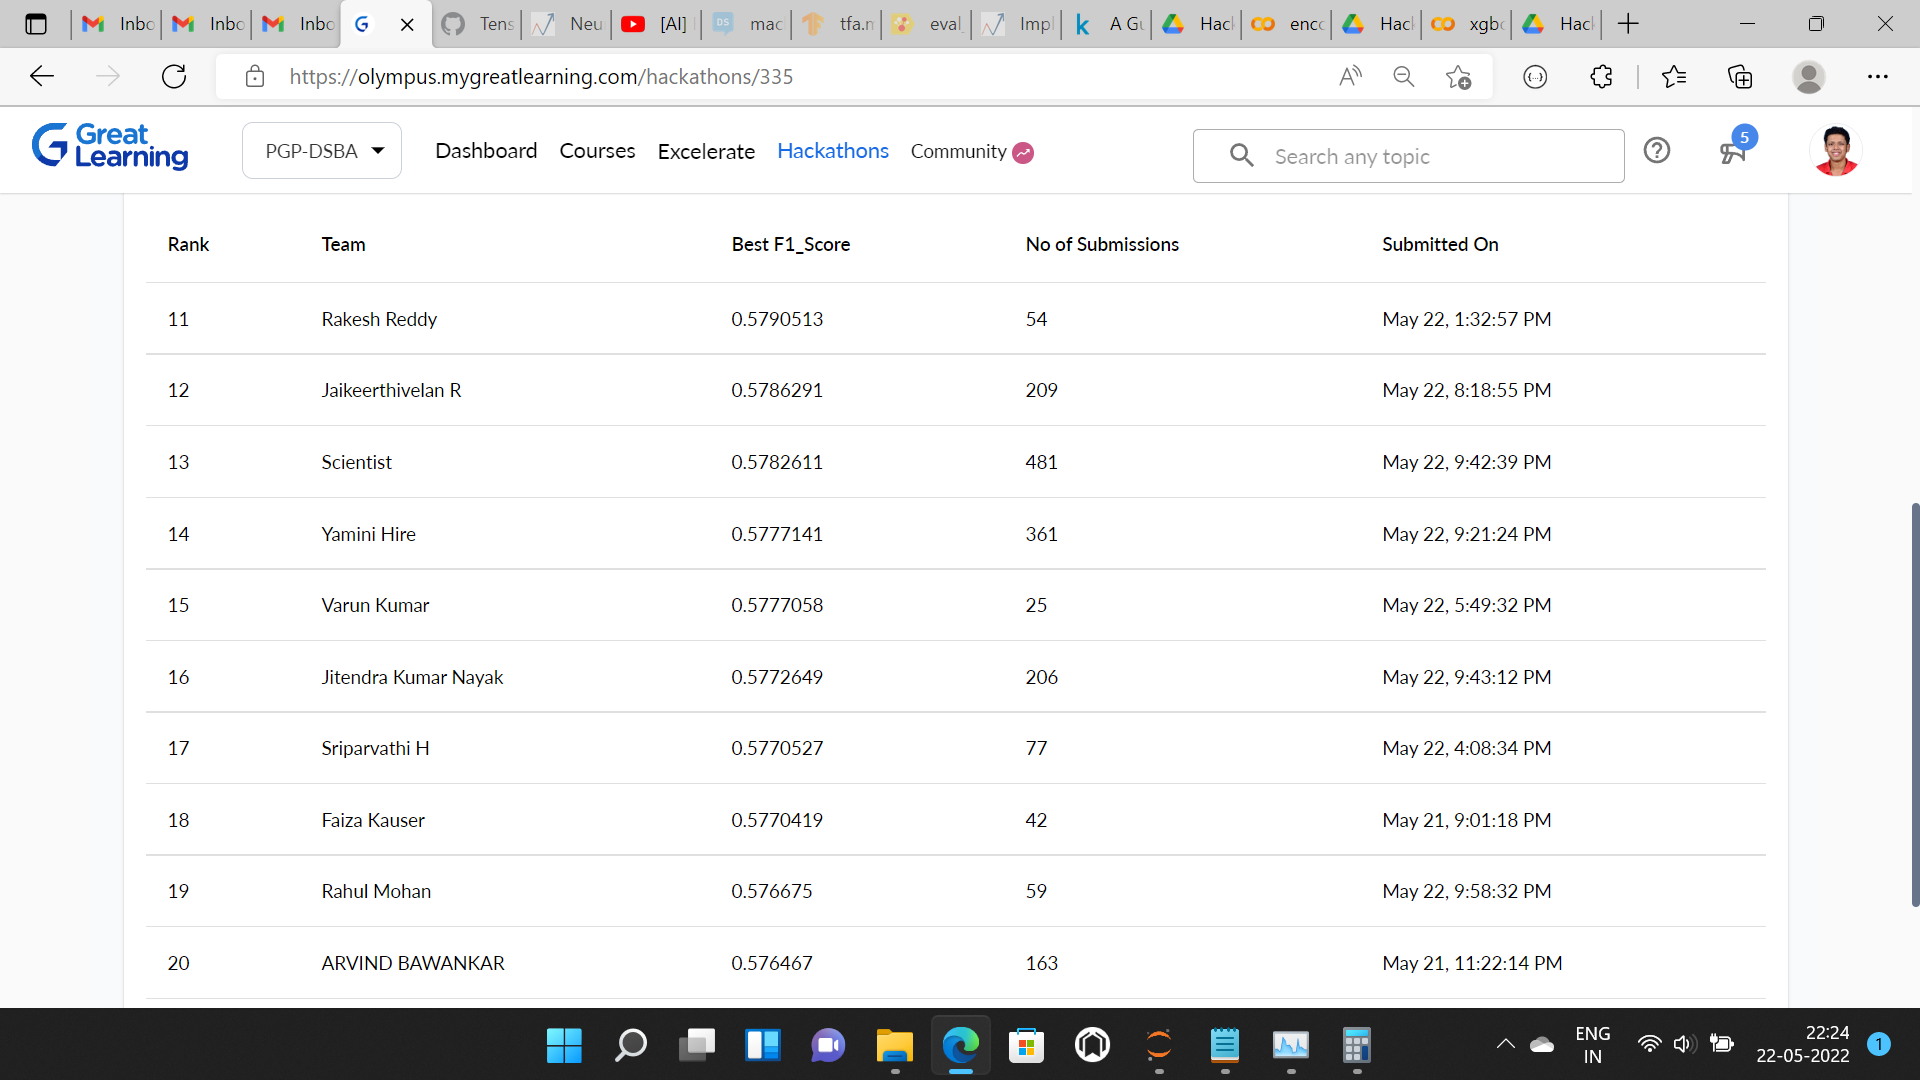 Inbo Inbo Inbo Tens Neu [AI] mac tfa.m eval_ Impl A Gu Hack enco Hack xgbo Hack
https://olympus.mygreatlearning.com/hackathons/335
Great Learning PGP-DSBA Dashboard Courses Excelerate Hackathons Community Search any topic 5
Rank Team Best F1_Score No of Submissions Submitted On
11 Rakesh Reddy 0.5790513 54 May 22, 1:32:57 PM
12 Jaikeerthivelan R 0.5786291 209 May 22, 8:18:55 PM
13 Scientist 0.5782611 481 May 22, 9:42:39 PM
14 Yamini Hire 0.5777141 361 May 22, 9:21:24 PM
15 Varun Kumar 0.5777058 25 May 22, 5:49:32 PM
16 Jitendra Kumar Nayak 0.5772649 206 May 22, 9:43:12 PM
17 Sriparvathi H 0.5770527 77 May 22, 4:08:34 PM
18 Faiza Kauser 0.5770419 42 May 21, 9:01:18 PM
19 Rahul Mohan 0.576675 59 May 22, 9:58:32 PM
20 ARVIND BAWANKAR 0.576467 163 May 21, 11:22:14 PM
ENG 22:24
IN 22-05-2022 1